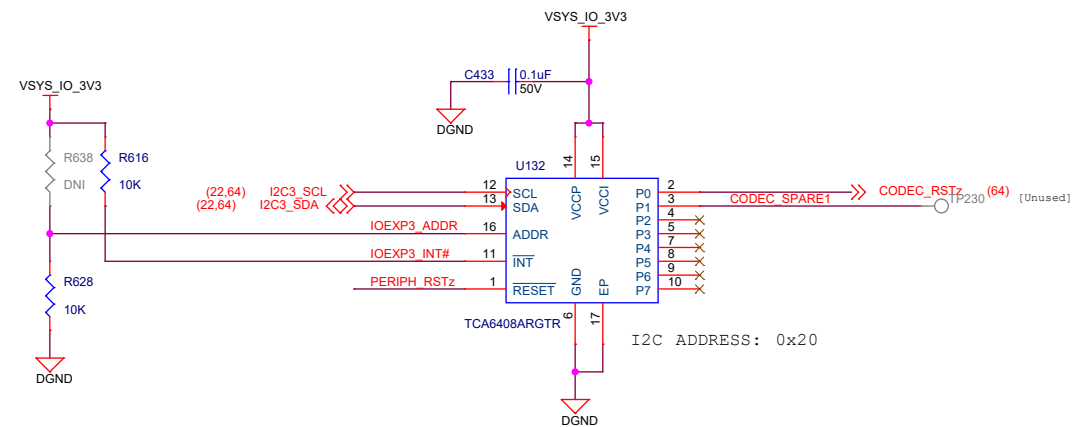 VSYS_IO_3V3
C433 0.1uF
50V
DGND
VSYS_IO_3V3
R638
DNI
R616
10K
U132
14
15
(22,64) I2C3_SCL 12 SCL
(22,64) I2C3_SDA 13 SDA
VCCP
VCCI
P0 2 CODEC_RSTz (64)
P1 3 CODEC_SPARE1 TP230 [Unused]
P2 4
IOEXP3_ADDR 16 ADDR
P3 5
P4 7
IOEXP3_INT# 11 INT
P5 8
P6 9
PERIPH_RSTz 1 RESET
P7 10
GND
EP
R628
10K
6
17
TCA6408ARGTR
I2C ADDRESS: 0x20
DGND
DGND